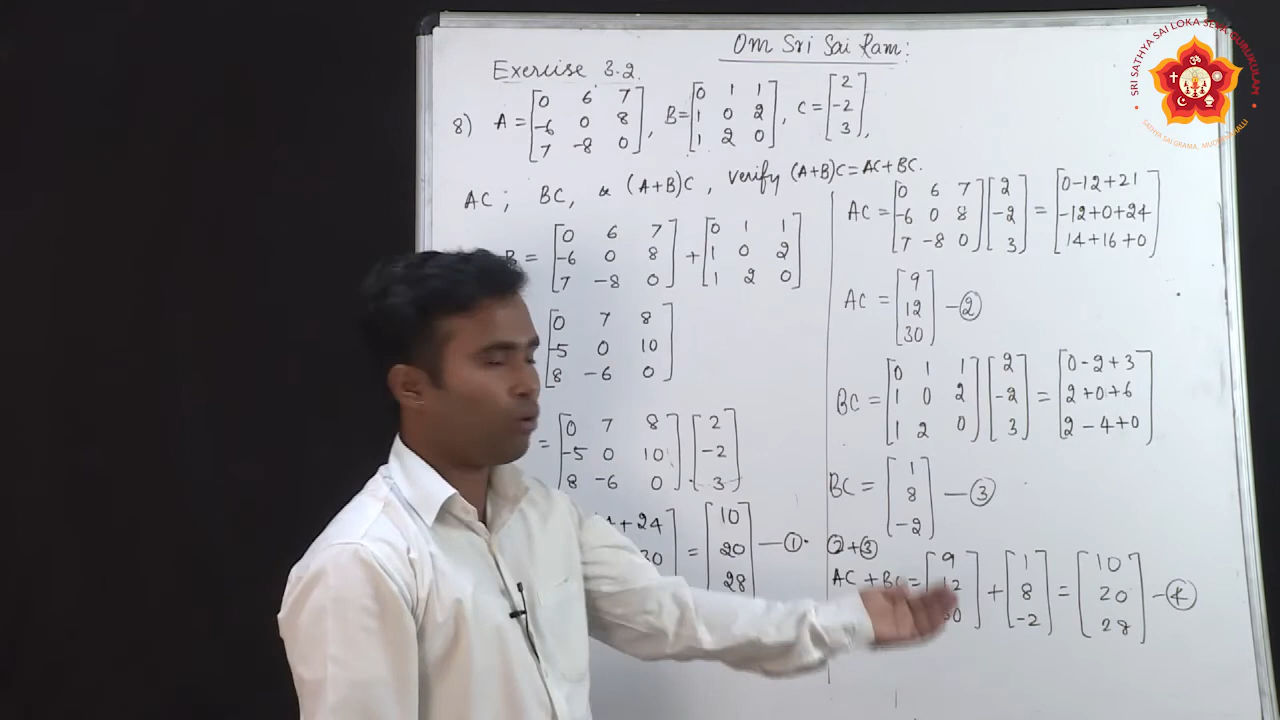 Om Sri Sai Ram:
Exercise 3.2.
8) A = [0 6 7
-6 0 8
7 -8 0], B = [0 1 1
1 0 2
1 2 0], C = [2
-2
3],
AC; BC, & (A+B)C, verify (A+B)C=AC+BC.
B = [0 6 7
-6 0 8
7 -8 0] + [0 1 1
1 0 2
1 2 0]
[0 7 8
-5 0 10
8 -6 0]
= [0 7 8
-5 0 10
8 -6 0] . [2
-2
3]
+24
30
] = [10
20
28] — ①.
AC = [0 6 7
-6 0 8
7 -8 0] [2
-2
3] = [0-12+21
-12+0+24
14+16+0]
AC = [9
12
30] – ②
BC = [0 1 1
1 0 2
1 2 0] [2
-2
3] = [0-2+3
2+0+6
2-4+0]
BC = [1
8
-2] — ③
②+③
AC + BC = [9
12
30] + [1
8
-2] = [10
20
28] – ④
SRI SATHYA SAI LOKA SEVA GURUKULAM
SATHYA SAI GRAMA, MUDDENAHALLI